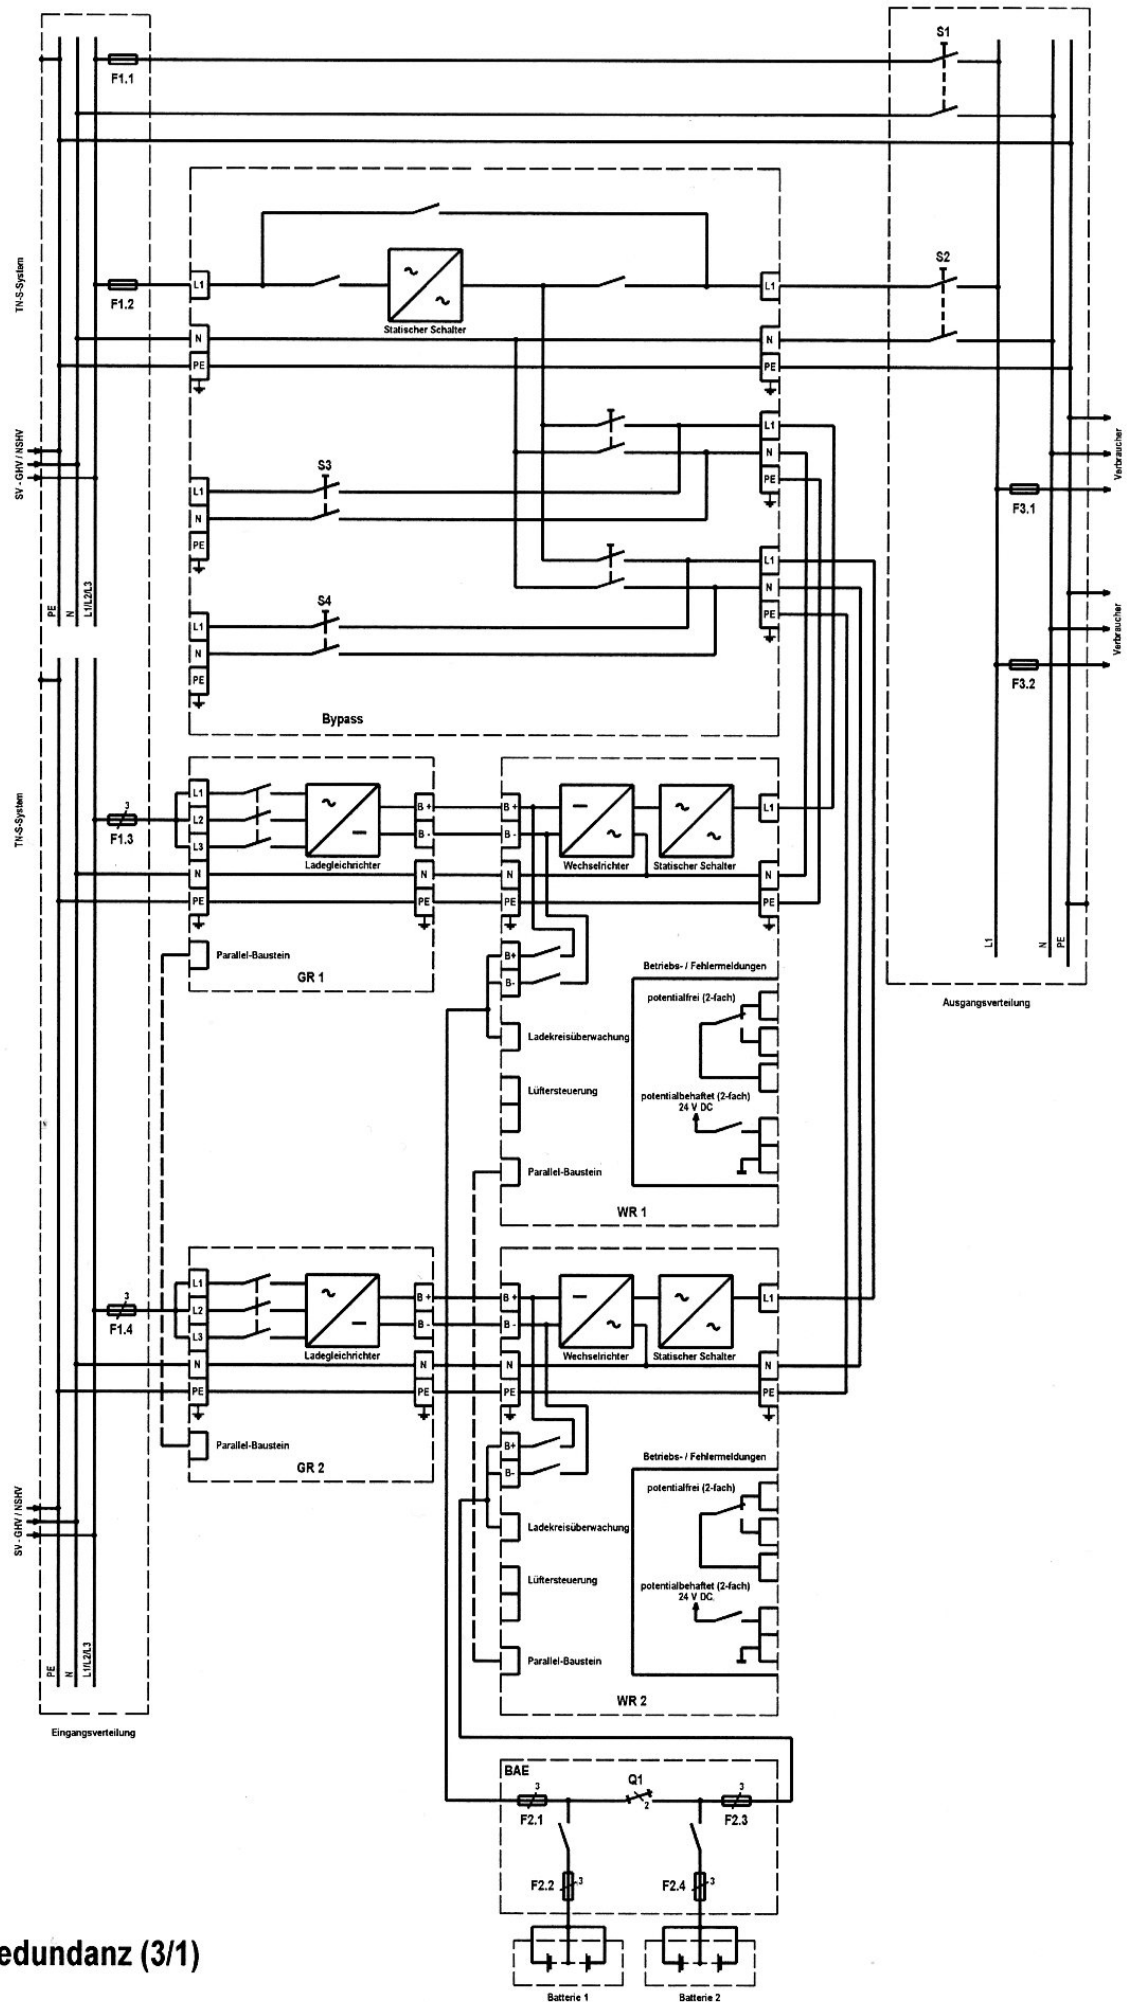 S1
F1.1
TN-S-System
L1
F1.2
Statischer Schalter
L1
S2
N
PE
N
PE
SV - GHV / NSHV
L1
N
PE
Verbraucher
S3
L1
N
PE
F3.1
L1
N
PE
S4
L1
N
PE
PE
N
L1/L2/L3
Verbraucher
F3.2
Bypass
TN-S-System
3
F1.3
L1
L2
L3
N
PE
Ladegleichrichter
B +
B -
N
PE
B+
B-
N
PE
Wechselrichter
Statischer Schalter
L1
N
PE
Parallel-Baustein
GR 1
B+
B-
Ladekreisüberwachung
Lüftersteuerung
Parallel-Baustein
Betriebs- / Fehlermeldungen
potentialfrei (2-fach)
potentialbehaftet (2-fach)
24 V DC
WR 1
L1
N
PE
Ausgangsverteilung
3
F1.4
L1
L2
L3
N
PE
Ladegleichrichter
B +
B -
N
PE
B+
B-
N
PE
Wechselrichter
Statischer Schalter
L1
N
PE
Parallel-Baustein
GR 2
B+
B-
Ladekreisüberwachung
Lüftersteuerung
Parallel-Baustein
Betriebs- / Fehlermeldungen
potentialfrei (2-fach)
potentialbehaftet (2-fach)
24 V DC
WR 2
SV - GHV / NSHV
PE
N
L1/L2/L3
Eingangsverteilung
BAE
3
F2.1
Q1
2
3
F2.3
F2.2
3
F2.4
3
edundanz (3/1)
Batterie 1
Batterie 2